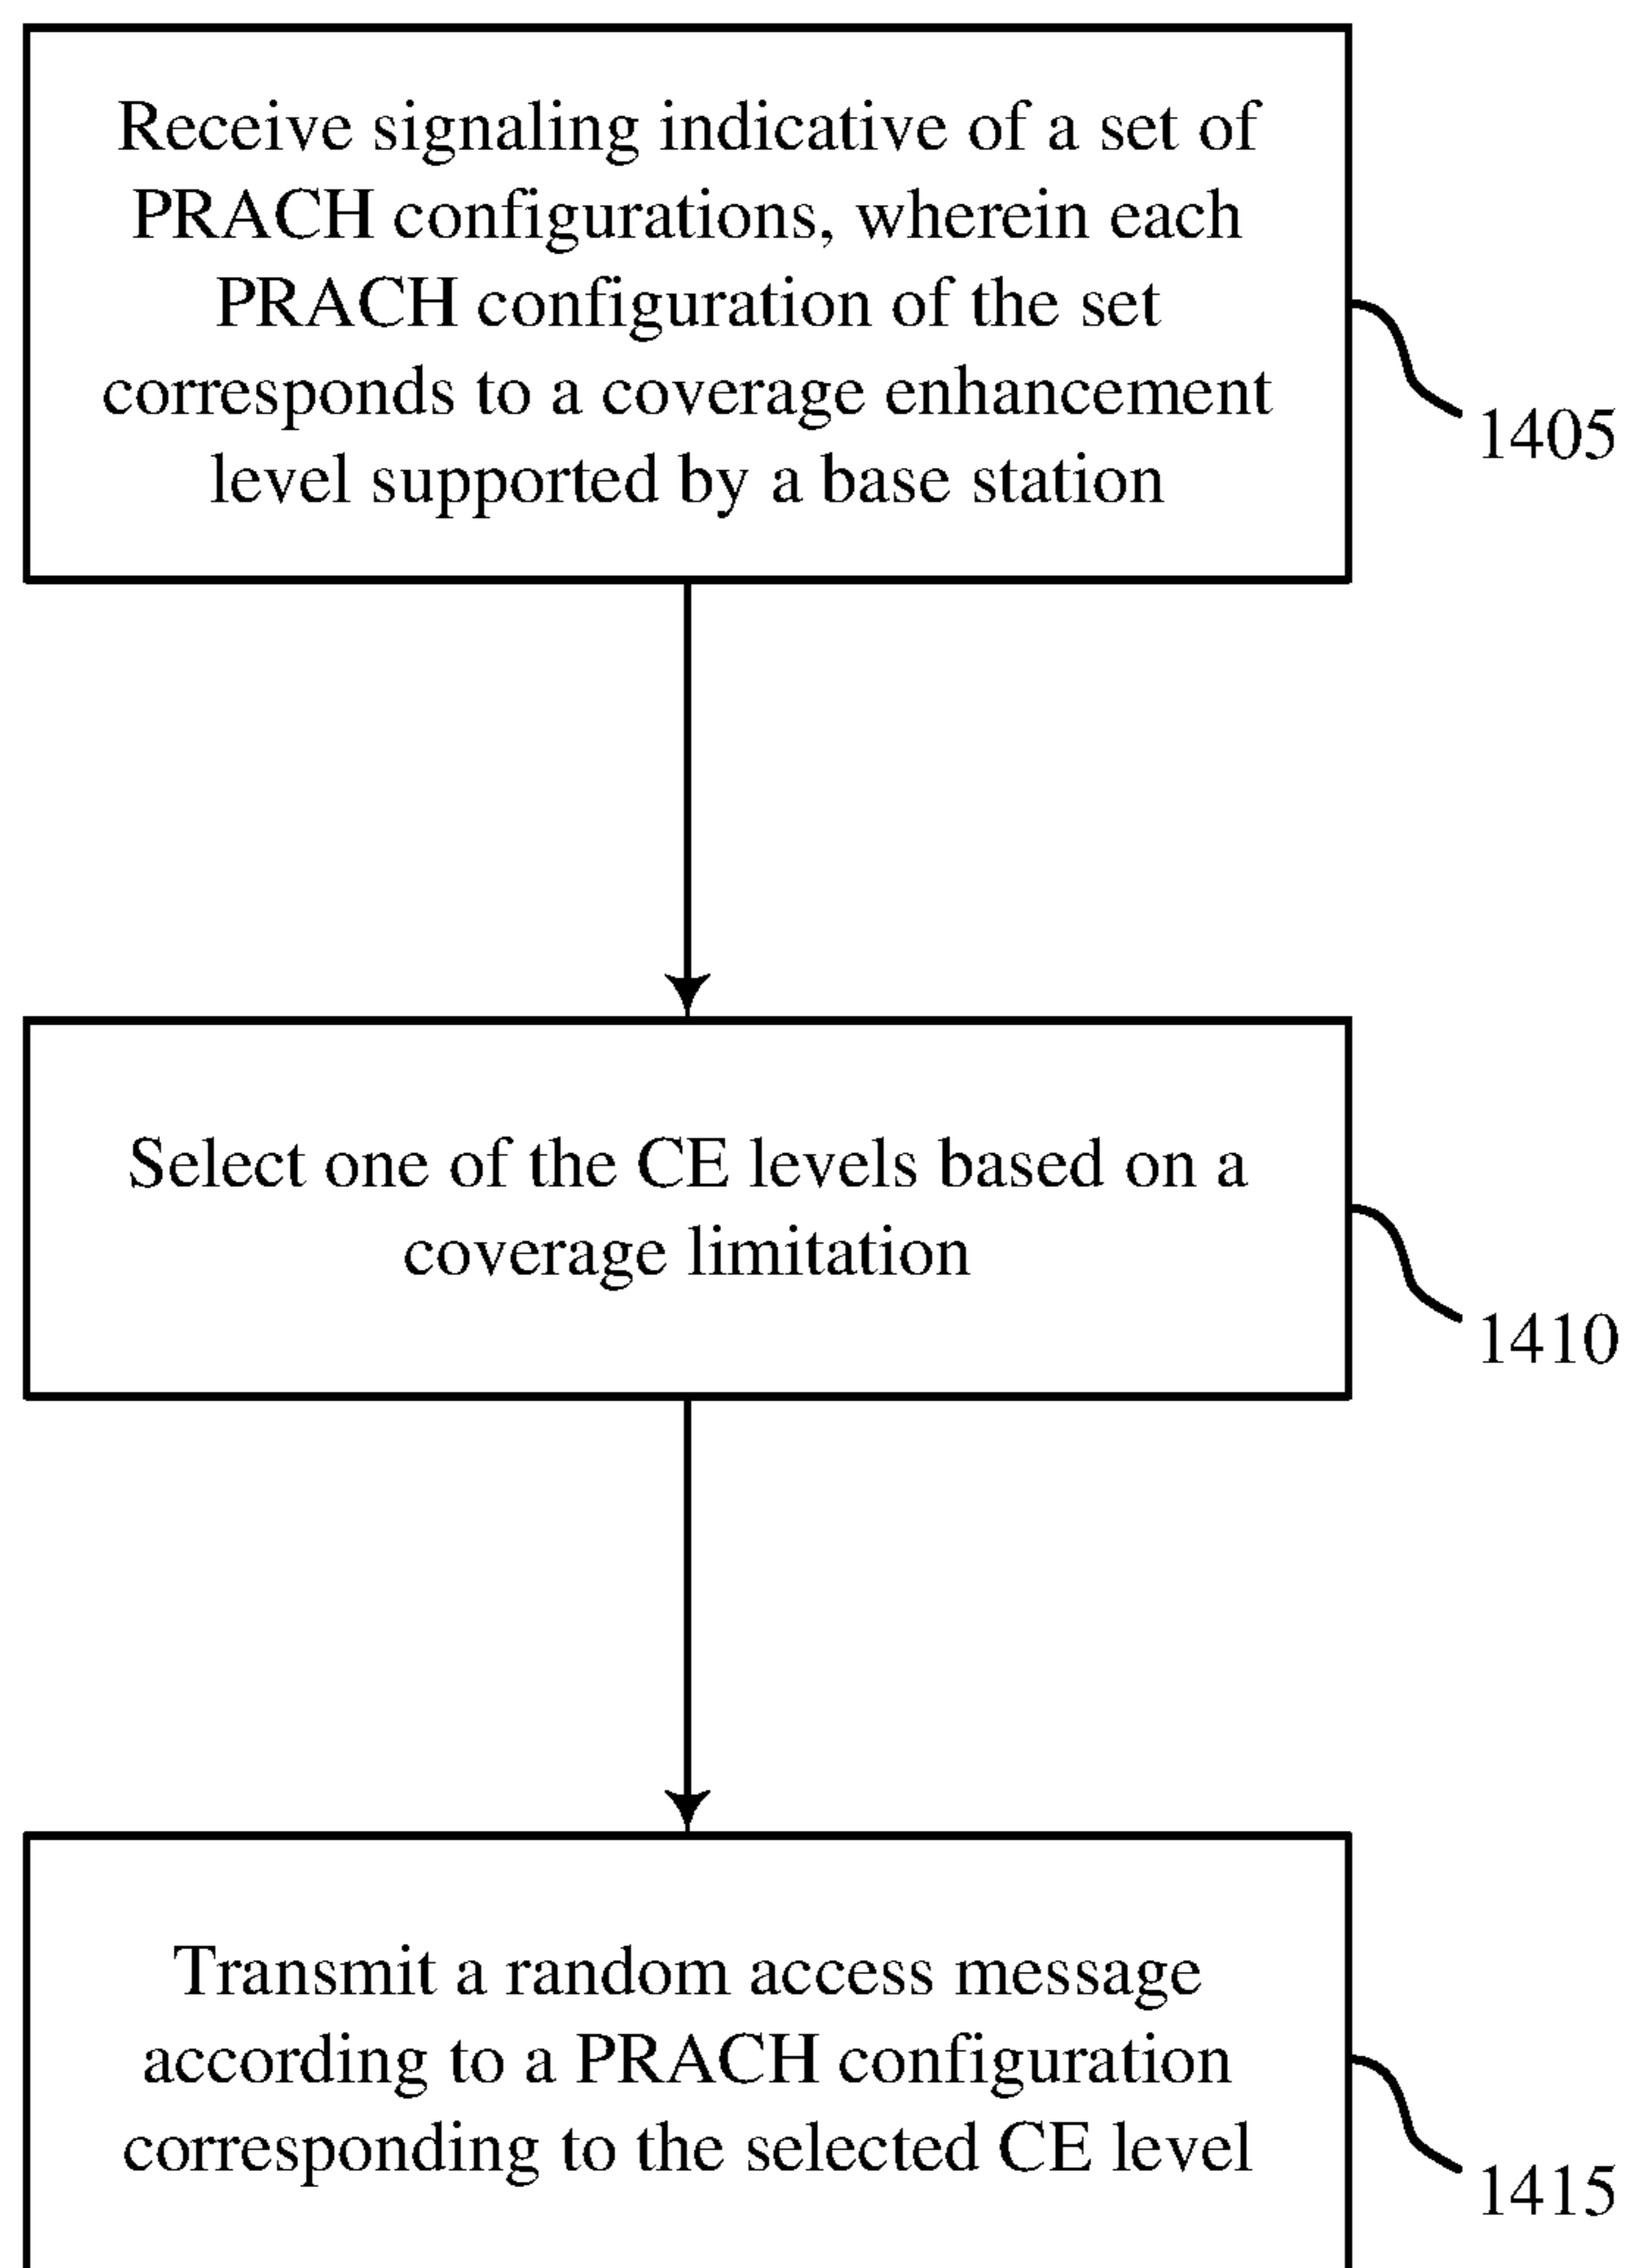 Receive signaling indicative of a set of
PRACH configurations, wherein each
PRACH configuration of the set
corresponds to a coverage enhancement
level supported by a base station
1405
Select one of the CE levels based on a
coverage limitation
1410
Transmit a random access message
according to a PRACH configuration
corresponding to the selected CE level
1415